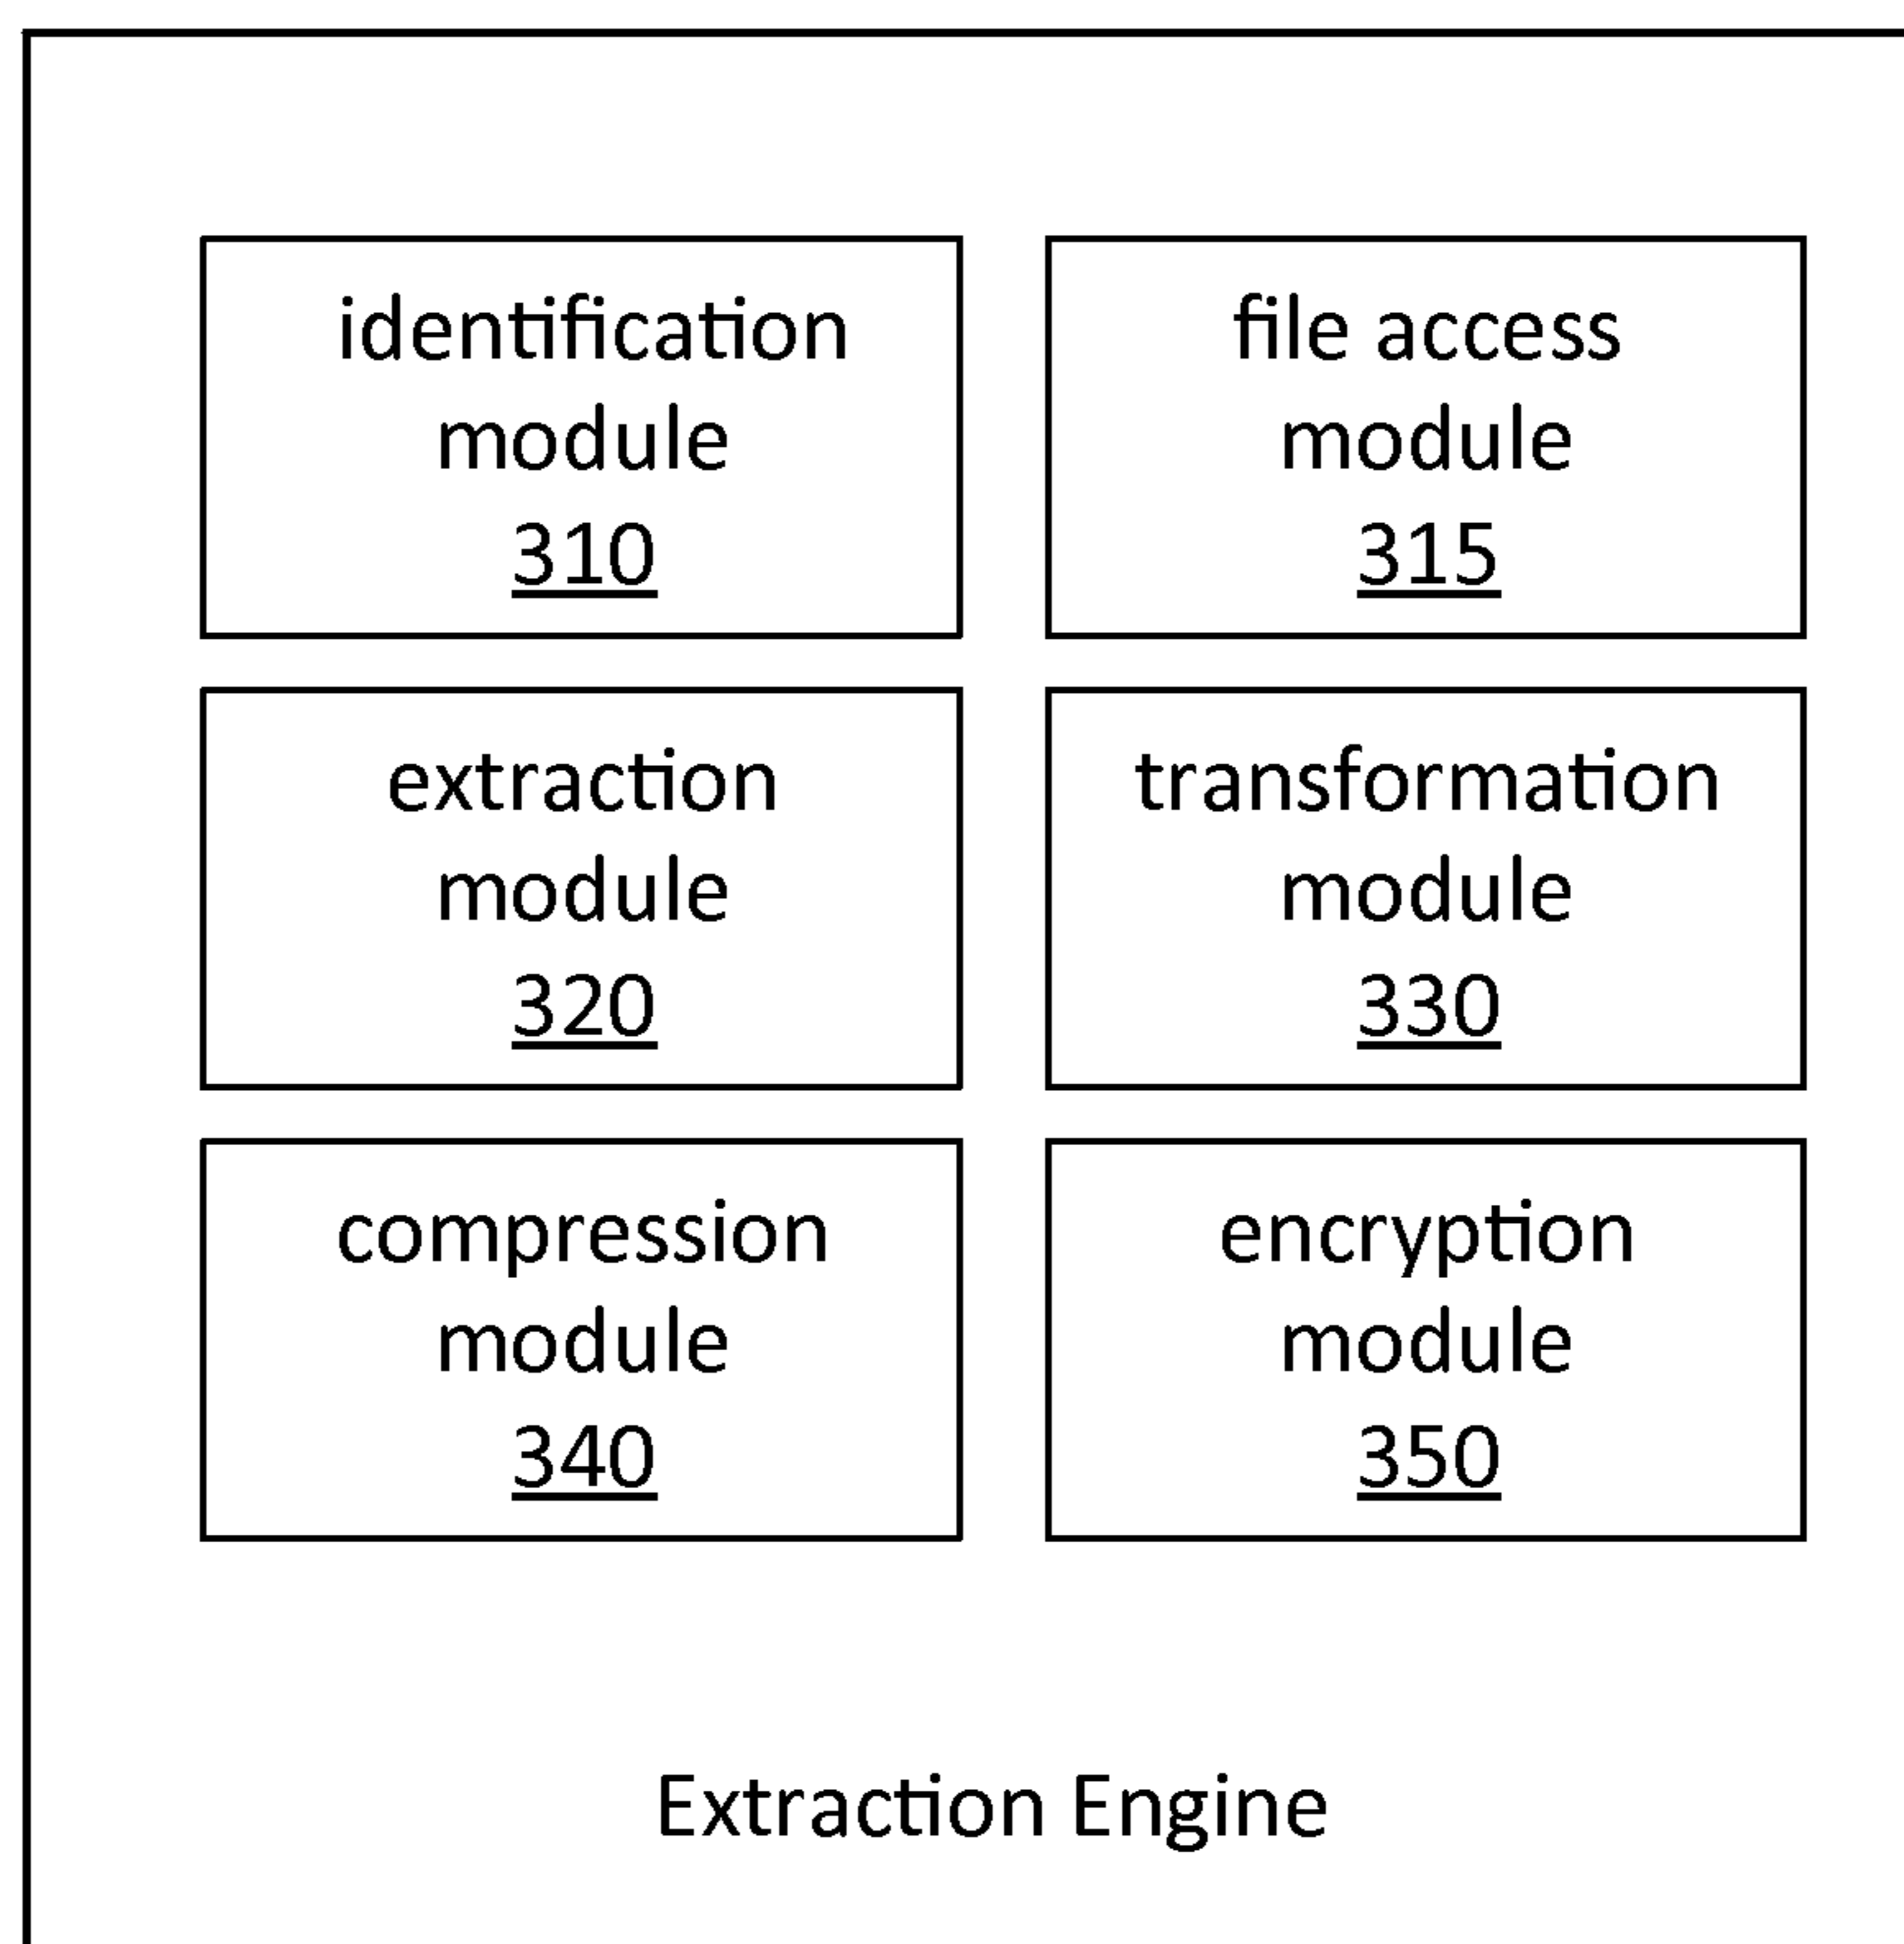 identification
module
310
file access
module
315
extraction
module
320
transformation
module
330
compression
module
340
encryption
module
350
Extraction Engine